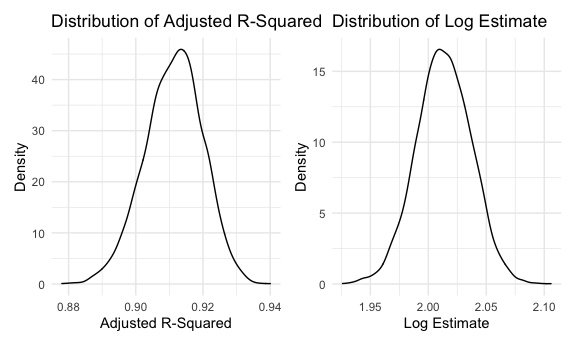 Distribution of Adjusted R-Squared
Density
40
30
20
10
0
0.88 0.90 0.92 0.94
Adjusted R-Squared
Distribution of Log Estimate
Density
15
10
5
0
1.95 2.00 2.05 2.10
Log Estimate